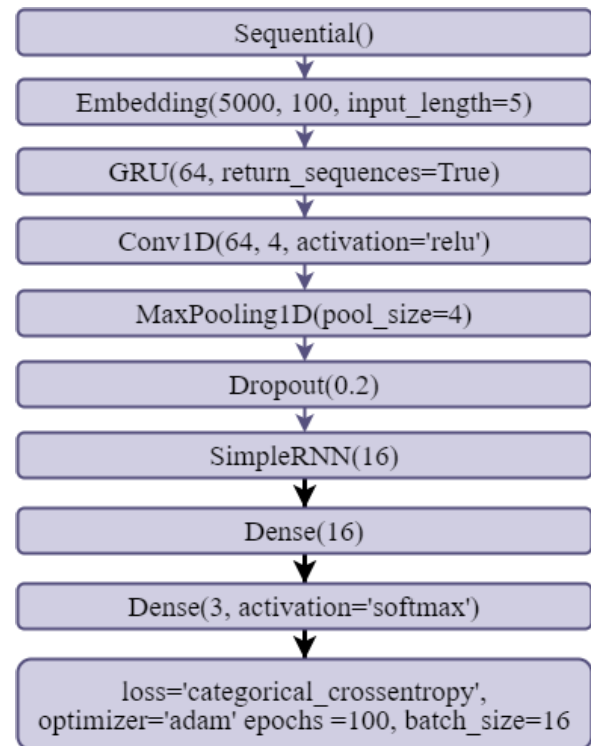 Sequential()
Embedding(5000, 100, input_length=5)
GRU(64, return_sequences=True)
Conv1D(64, 4, activation='relu')
MaxPooling1D(pool_size=4)
Dropout(0.2)
SimpleRNN(16)
Dense(16)
Dense(3, activation='softmax')
loss='categorical_crossentropy',
optimizer='adam' epochs =100, batch_size=16